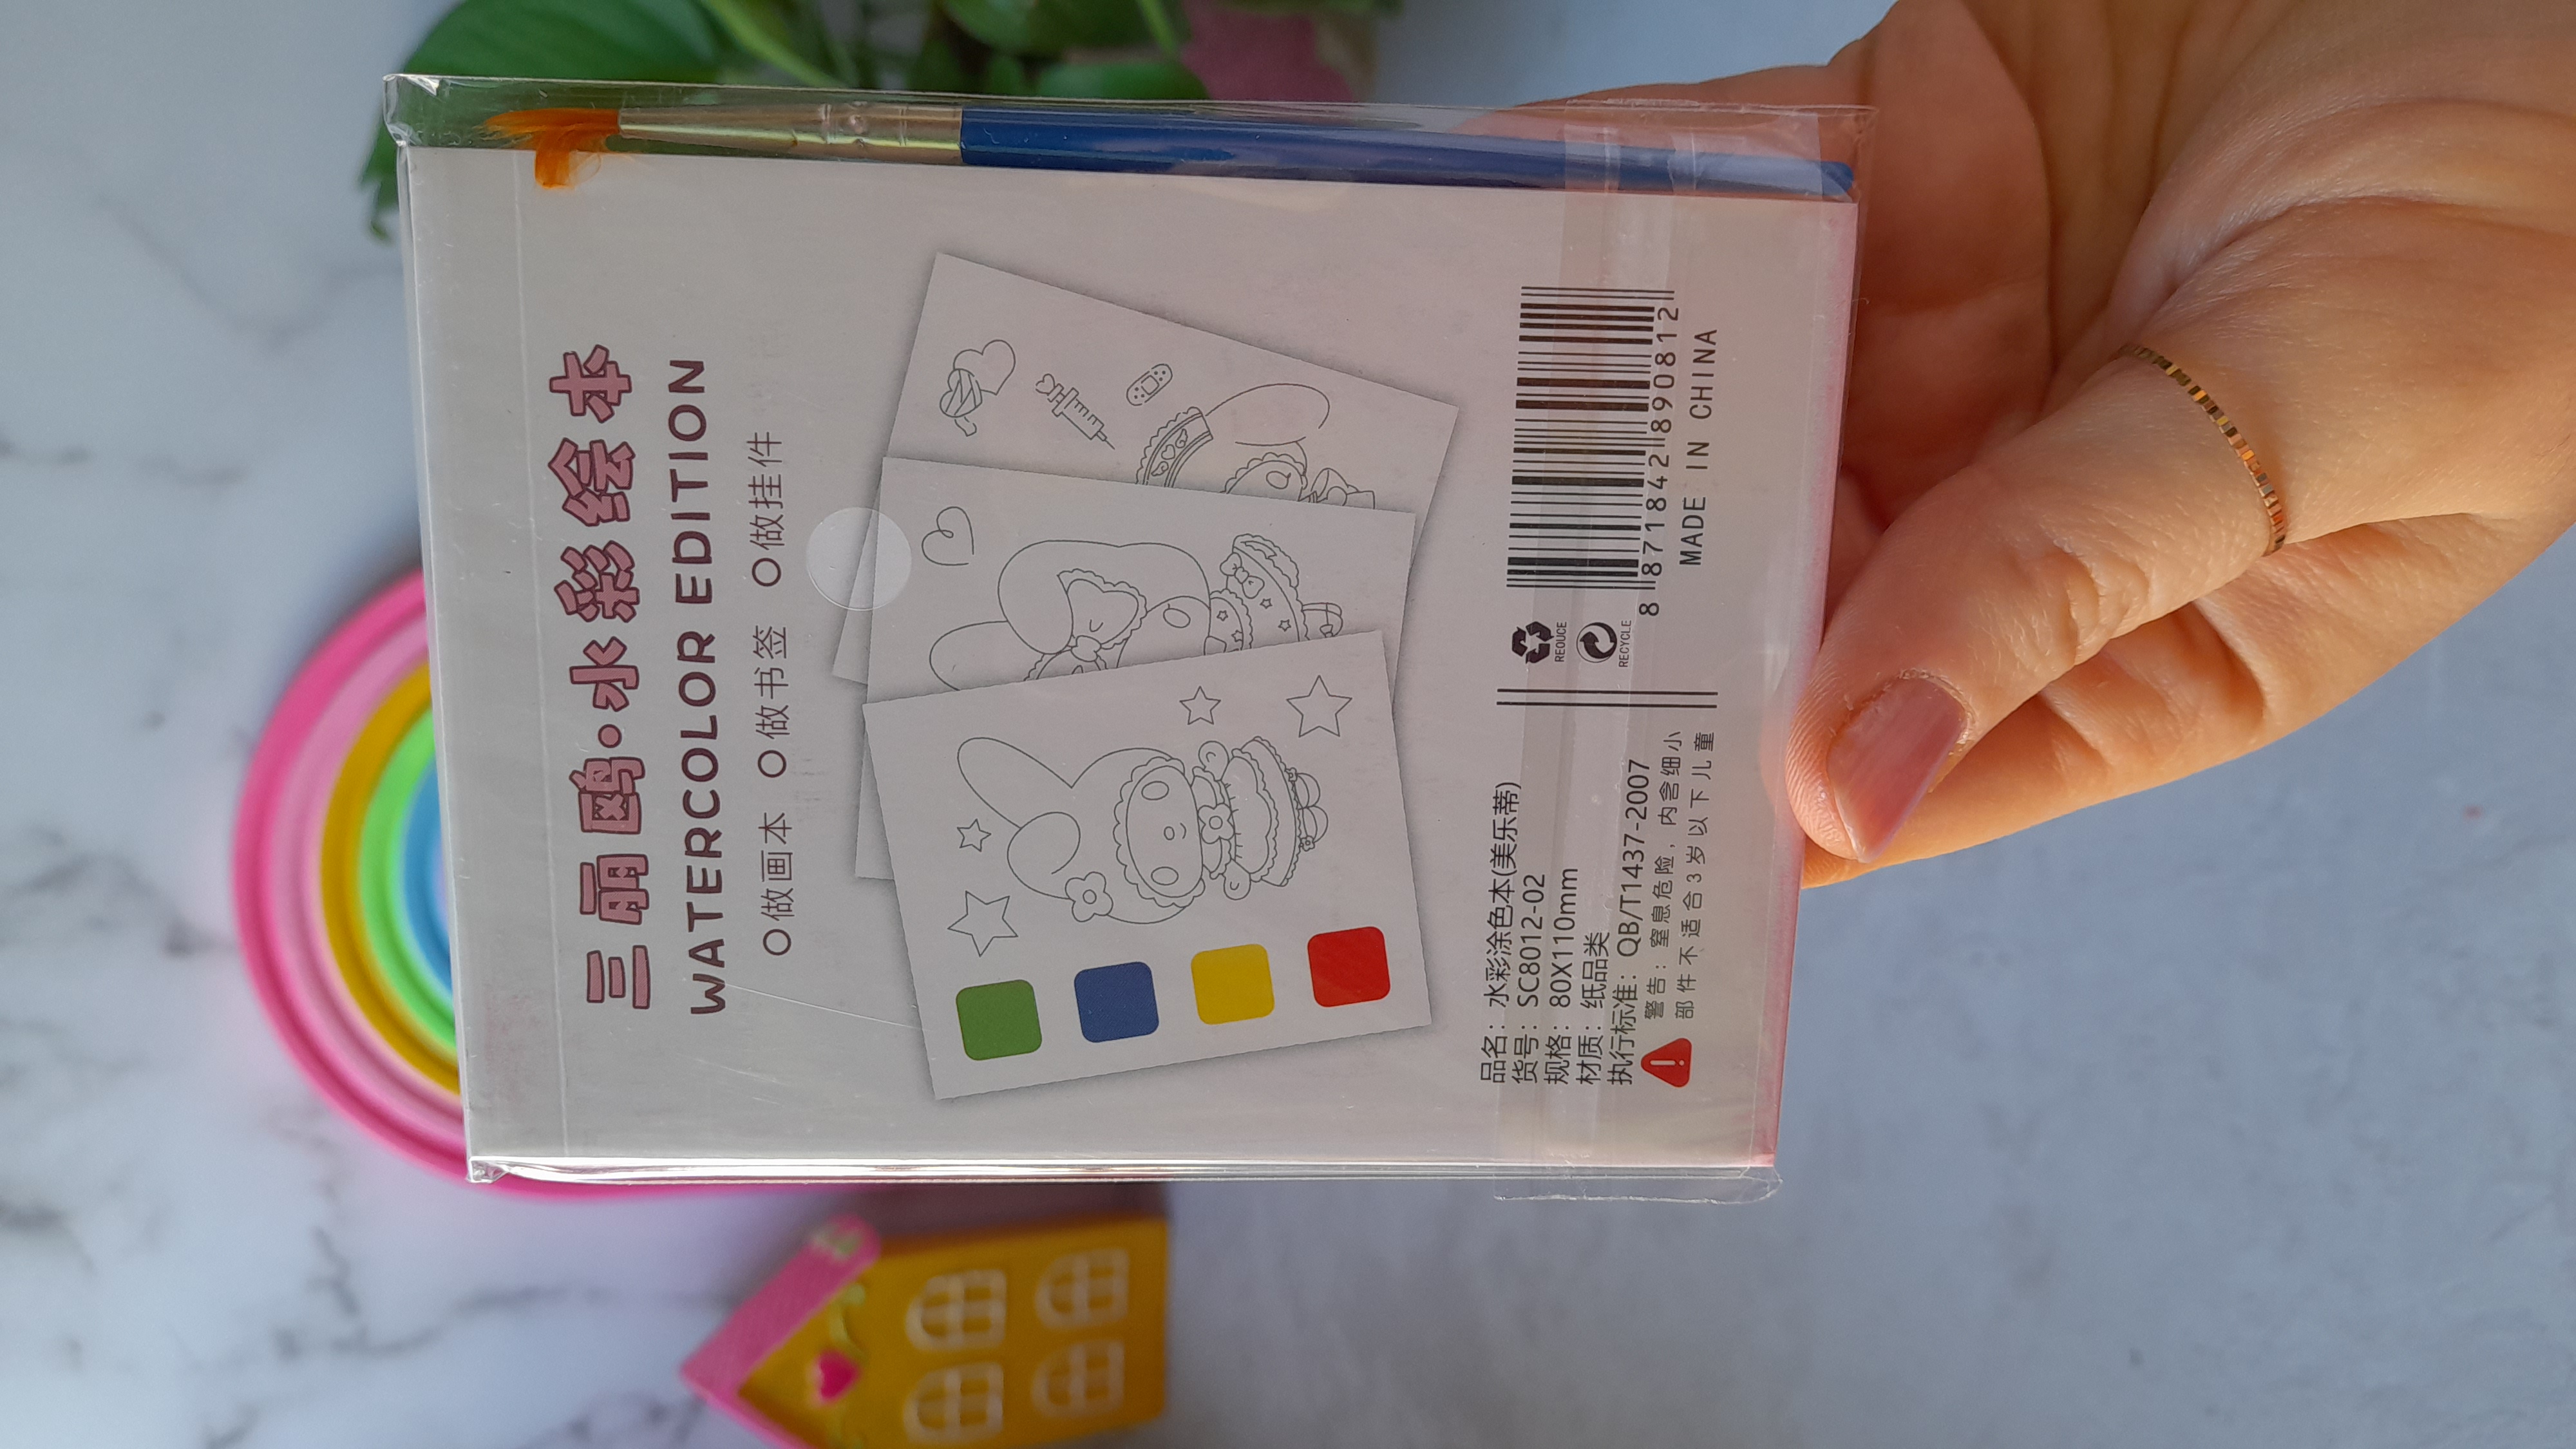 三丽鸥·水彩绘本
WATERCOLOR EDITION
○做画本 ○做书签 ○做挂件
品名：水彩涂色本(美乐蒂)
货号：SC8012-02
规格：80X110mm
材质：纸品类
执行标准：QB/T1437-2007
警告：窒息危险，内含细小
部件不适合3岁以下儿童
REDUCE
RECYCLE
8 871842 890812
MADE IN CHINA